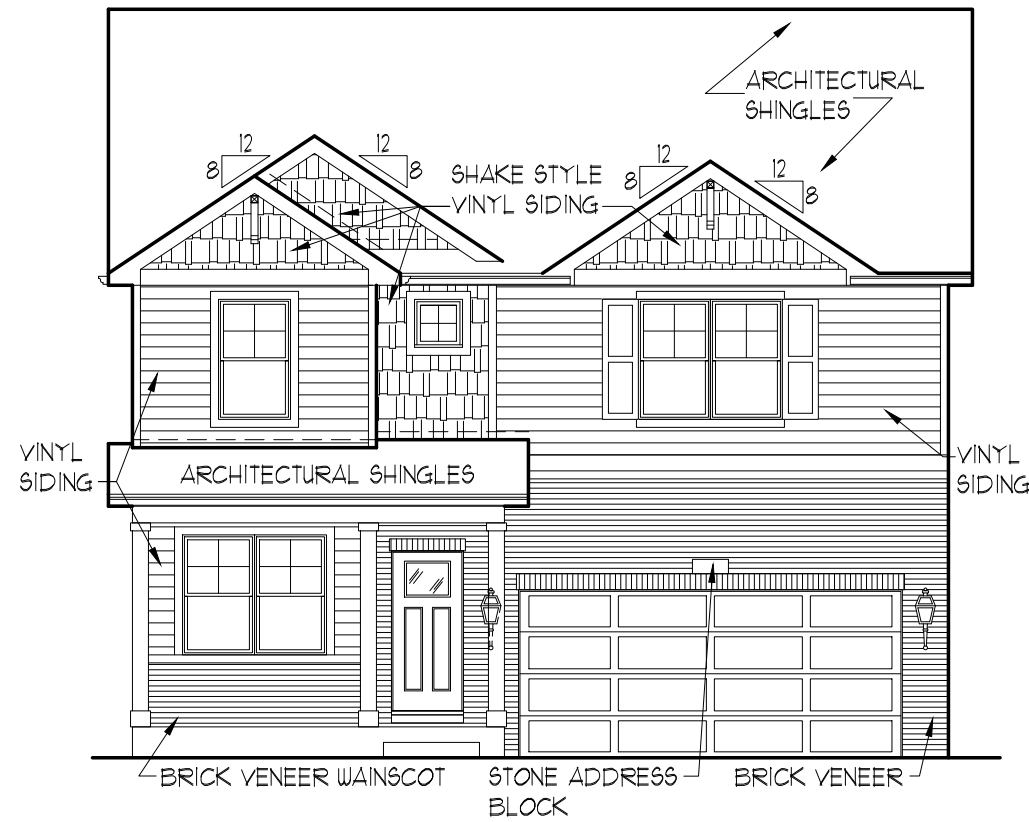 ARCHITECTURAL
SHINGLES
12
8
12
8
SHAKE STYLE
VINYL SIDING
12
8
12
8
VINYL
SIDING
ARCHITECTURAL SHINGLES
VINYL
SIDING
BRICK VENEER WAINSCOT
STONE ADDRESS
BLOCK
BRICK VENEER